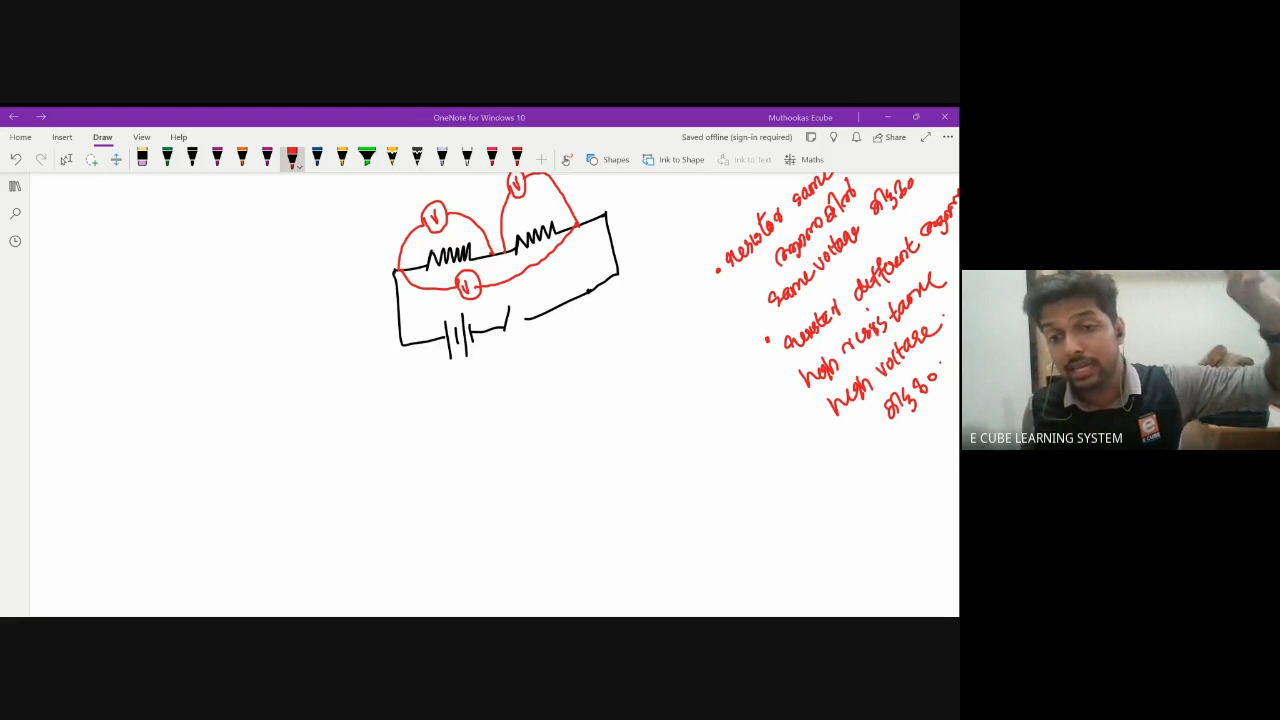 OneNote for Windows 10
Muthookas Ecube
Home
Insert
Draw
View
Help
Saved offline (sign-in required)
Share
Shapes
Ink to Shape
Ink to Text
Maths
V
V
V
• resistor same
ആണെങ്കിൽ
same voltage കിട്ടും
• resistor different
high resistance
high voltage
കിട്ടും
E CUBE LEARNING SYSTEM
e
E CUBE